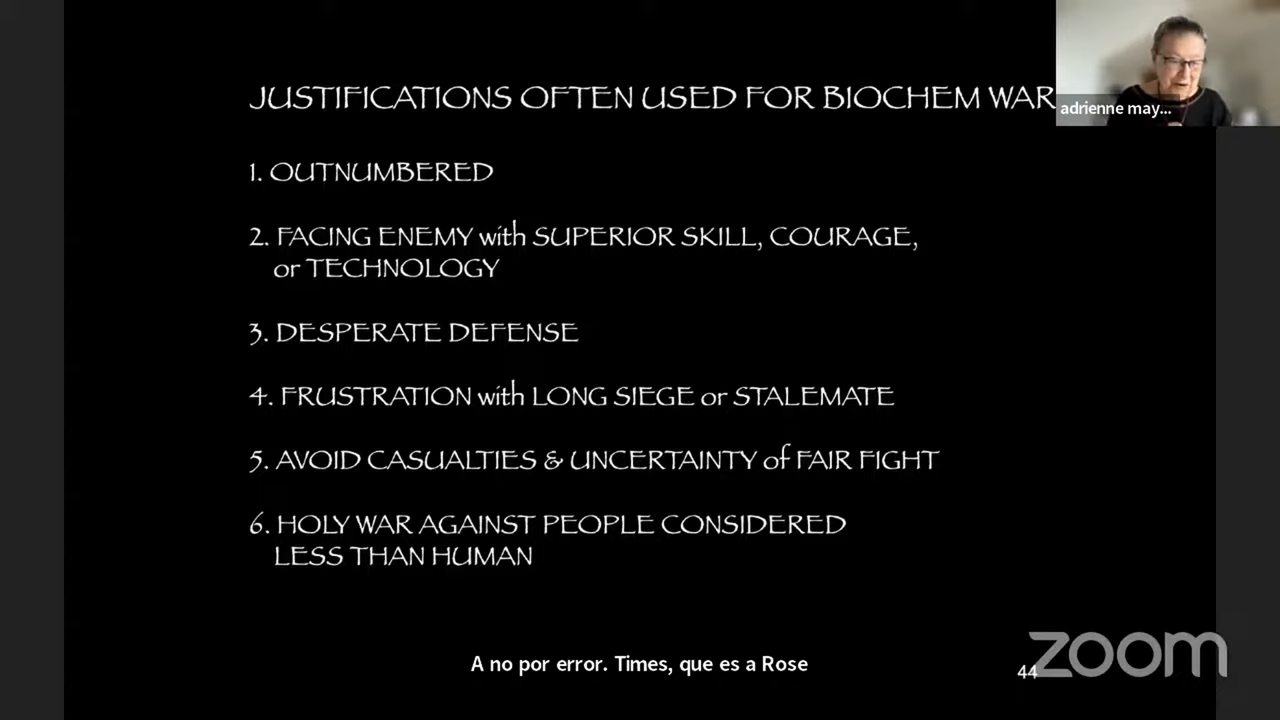 JUSTIFICATIONS OFTEN USED FOR BIOCHEM WAR
adrienne may...
1. OUTNUMBERED
2. FACING ENEMY with SUPERIOR SKILL, COURAGE,
or TECHNOLOGY
3. DESPERATE DEFENSE
4. FRUSTRATION with LONG SIEGE or STALEMATE
5. AVOID CASUALTIES & UNCERTAINTY of FAIR FIGHT
6. HOLY WAR AGAINST PEOPLE CONSIDERED
LESS THAN HUMAN
A no por error. Times, que es a Rose
44
zoom